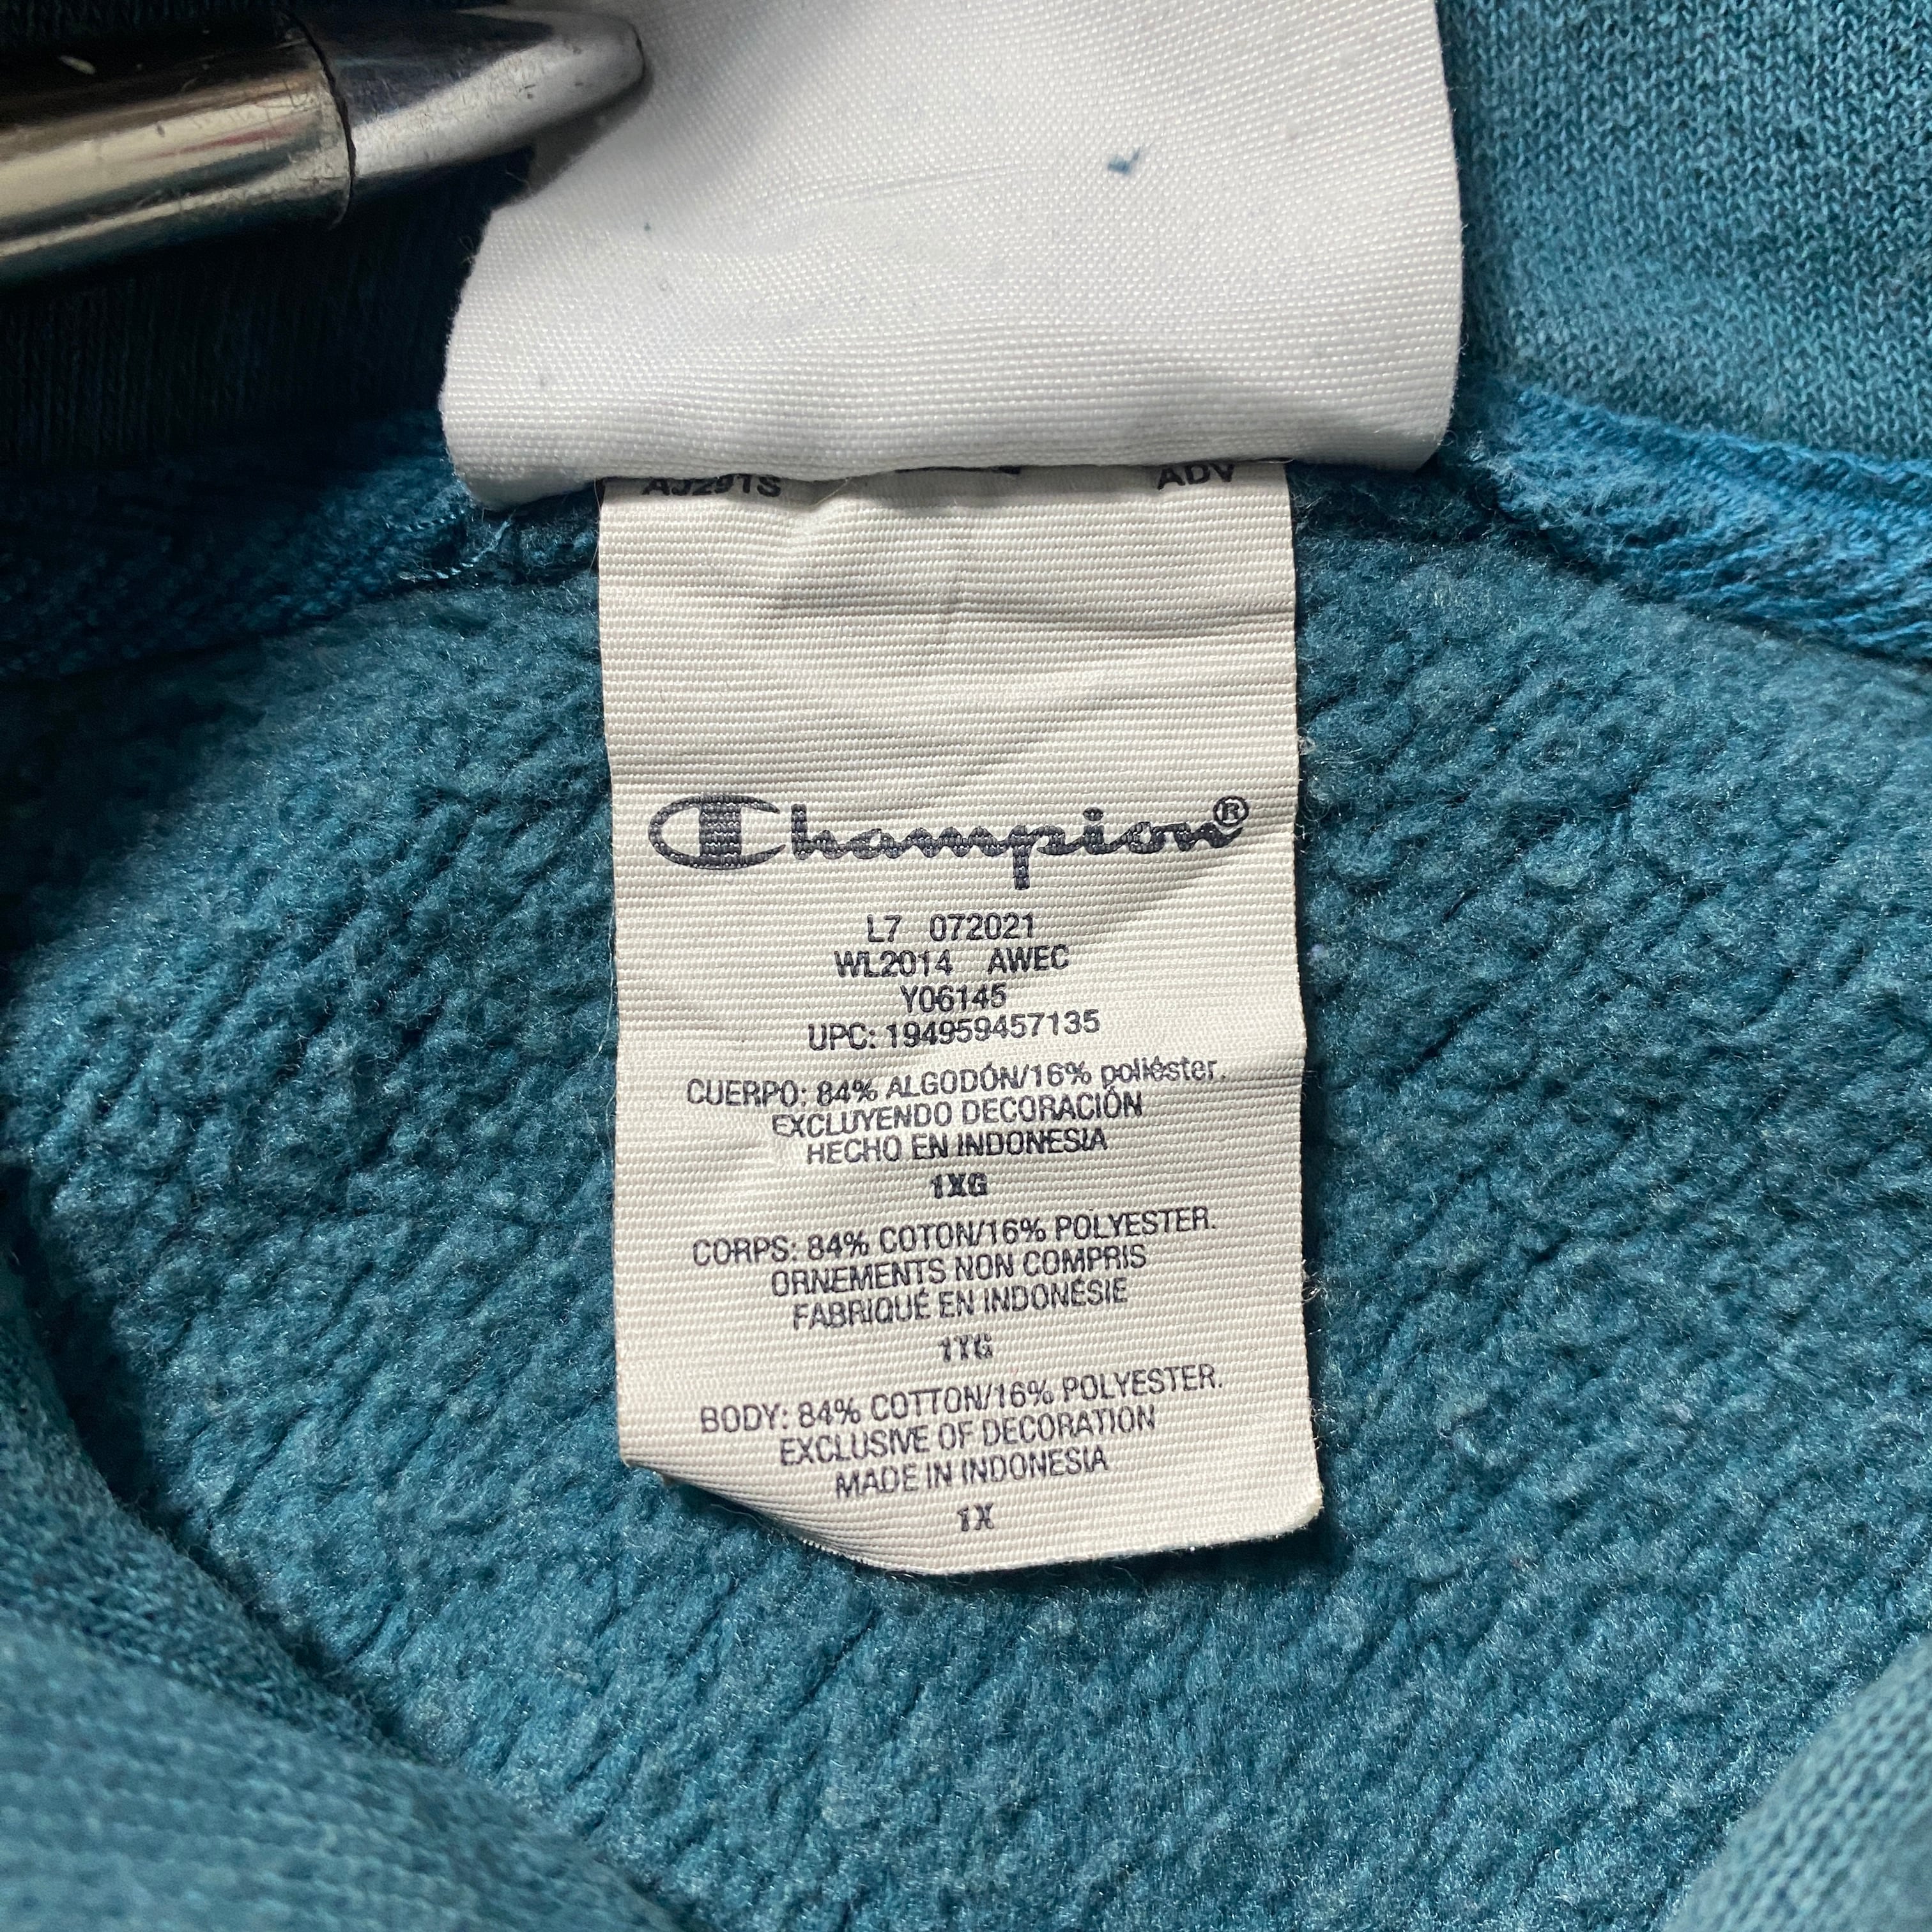 AJ291S ADV
Champion®
L7 072021
WL2014 AWEC
Y06145
UPC: 194959457135
CUERPO: 84% ALGODÓN/16% poliéster.
EXCLUYENDO DECORACIÓN
HECHO EN INDONESIA
1XG
CORPS: 84% COTON/16% POLYESTER.
ORNEMENTS NON COMPRIS
FABRIQUÉ EN INDONÉSIE
1TG
BODY: 84% COTTON/16% POLYESTER.
EXCLUSIVE OF DECORATION
MADE IN INDONESIA
1X